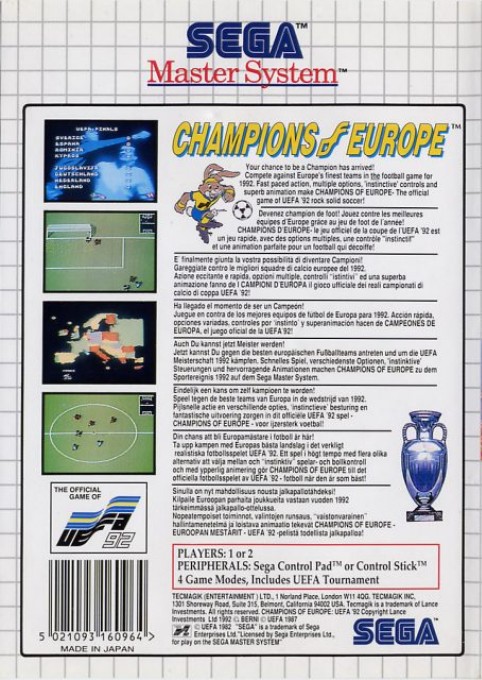 SEGA™
Master System™
CHAMPIONS of EUROPE™
UEFA-FINALS
SVERIGE
ESPANA
ROMINIA
KYPROS
JUGOSLAVIJA
DEUTSCHLAND
NEDERLAND
ENGLAND
Your chance to be a Champion has arrived!
Compete against Europe's finest teams in the football game for
1992. Fast paced action, multiple options, 'instinctive' controls and
superb animation make CHAMPIONS OF EUROPE- The official
game of UEFA '92 rock solid soccer!
Devenez champion de foot! Jouez contre les meilleures
equipes d'Europe grâce au jeu de foot de l'année!
CHAMPIONS D'EUROPE- le jeu officiel de la coupe de l'UEFA '92 est
un jeu rapide, avec des options multiples, une contrôle "instinctif"
et une animation parfaite pour un football qui décoiffe!
E' finalmente giunta la vostra possibilità di diventare Campioni!
Gareggiate contro le migliori squadre di calcio europee del 1992.
Azione eccitante e rapida, opzioni multiple, controlli "istintivi" ed una superba
animazione fanno de I CAMPIONI D'EUROPA il gioco ufficiale dei reali campionati di
calcio di coppa UEFA '92!
Ha llegado el momento de ser un Campeón!
Juegue en contra de los mejores equipos de futbol de Europa para 1992. Accion rapida,
opciones variadas, controles por 'instinto' y superanimación hacen de CAMPEONES DE
EUROPA, el juego oficial de la UEFA '92!
Auch Du kannst jetzt Meister werden!
Jetzt kannst Du gegen die besten europäischen Fußballteams antreten und um die UEFA
Meisterschaft 1992 kämpfen. Schnelles Spiel, verschiedenste Optionen, 'instinktive'
Steuerungen und hervorragende Animationen machen CHAMPIONS OF EUROPE zu dem
Sportereignis 1992 auf dem Sega Master System.
Eindelijk een kans om zelf kampioen te worden!
Speel tegen de beste teams van Europa in de wedstrijd van 1992.
Pijlsnelle actie en verschillende opties, 'instinctieve' besturing en
fantastische uitvoering zorgen in dit officiële UEFA '92 spel -
CHAMPIONS OF EUROPE - voor ijzersterk voetbal!
Din chans att bli Europamästare i fotboll är här!
Ta upp kampen med Europas bästa landslag i det verkligt
realistiska fotbollsspelet UEFA '92. Ett spel i högt tempo med flera olika
alternativ att välja mellan och "instinktiv" spelar- och bollkontroll
och med ypperlig animering gör CHAMPIONS OF EUROPE till det
officiella fotbollsspelet av UEFA '92 - fotboll när den är som bäst!
Sinulla on nyt mahdollisuus nousta jalkapallotähdeksi!
Kilpaile Euroopan parhaita joukkueita vastaan vuoden 1992
tärkeimmässä jalkapallo-ottelussa.
Nopeatempoiset toiminnot, valintojen runsaus, "vaistonvarainen"
hallintamenetelmä ja loistava animaatio tekevät CHAMPIONS OF EUROPE -
EUROOPAN MESTARIT - UEFA '92 -pelistä todellista jalkapalloa!
THE OFFICIAL
GAME OF
UEFA
92
PLAYERS: 1 or 2
PERIPHERALS: Sega Control Pad™ or Control Stick™
4 Game Modes, Includes UEFA Tournament
TECMAGIK (ENTERTAINMENT) LTD., 1 Norland Place, London W11 4QG. TECMAGIK INC,
1301 Shoreway Road, Suite 315, Belmont, California 94002 USA. Tecmagik is a trademark of Lance
Investments. All rights reserved. CHAMPIONS OF EUROPE: UEFA '92 Copyright Lance
Investments Ltd 1992 © BERNI © UEFA 1987
© UEFA 1982 "SEGA" is a trademark of Sega
Enterprises Ltd. "Licensed by Sega Enterprises Ltd.,
for play on the SEGA MASTER SYSTEM"
SEGA™
5 021093 160964 >
MADE IN JAPAN